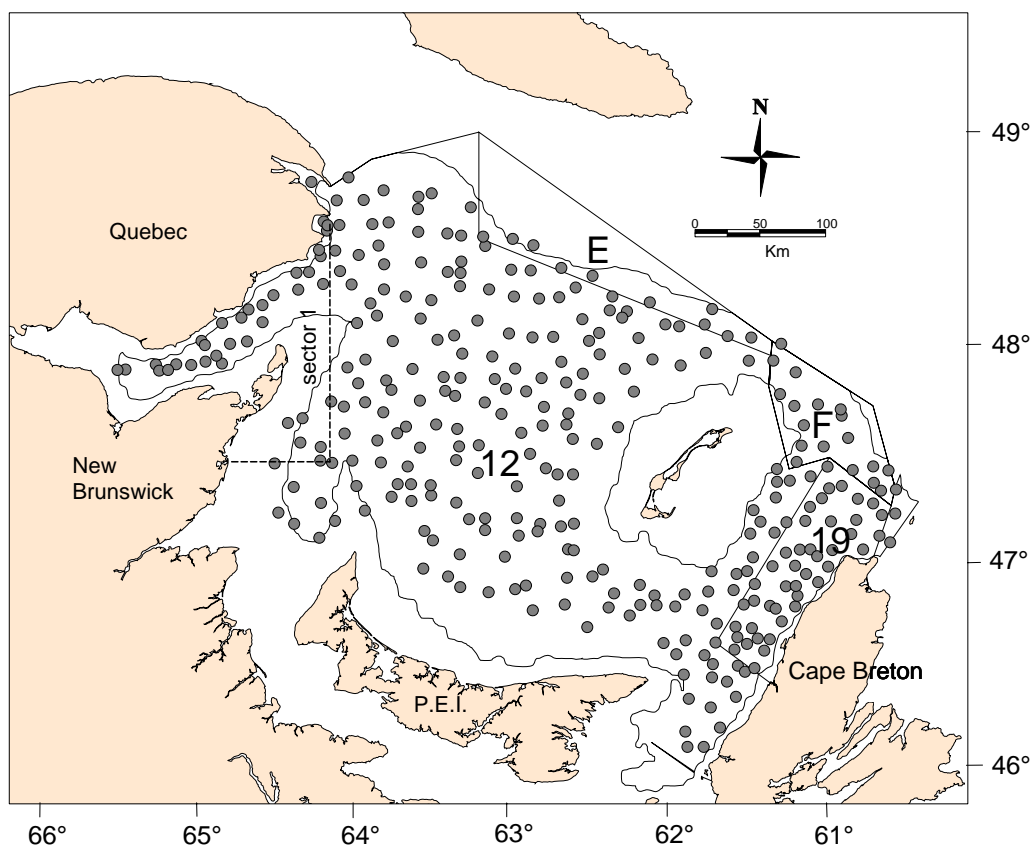 49°
N
Quebec
E
0 50 100
Km
48°
sector 1
F
New
Brunswick
12
19
47°
Cape Breton
P.E.I.
46°
66° 65° 64° 63° 62° 61°